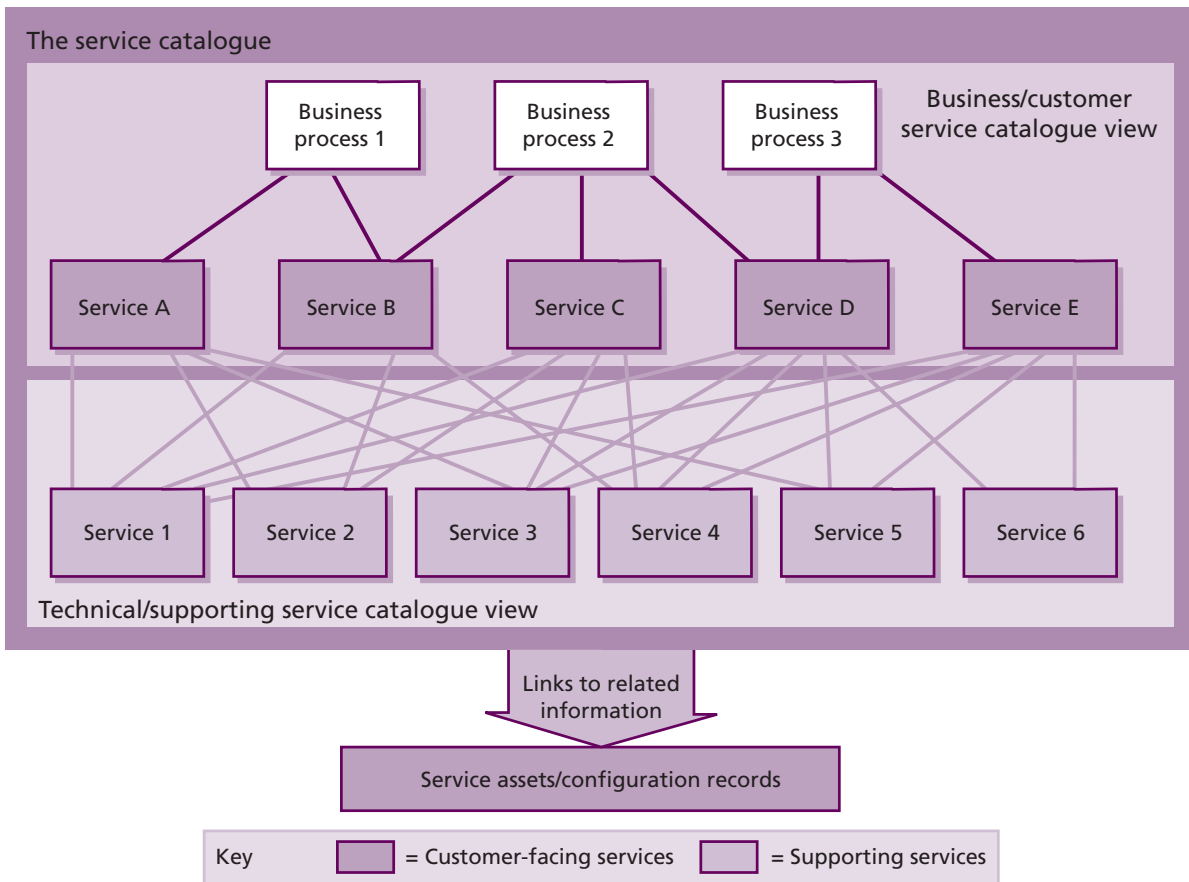 The service catalogue
Business
process 1
Business
process 2
Business
process 3
Business/customer
service catalogue view
Service A
Service B
Service C
Service D
Service E
Service 1
Service 2
Service 3
Service 4
Service 5
Service 6
Technical/supporting service catalogue view
Links to related
information
Service assets/configuration records
Key
= Customer-facing services
= Supporting services